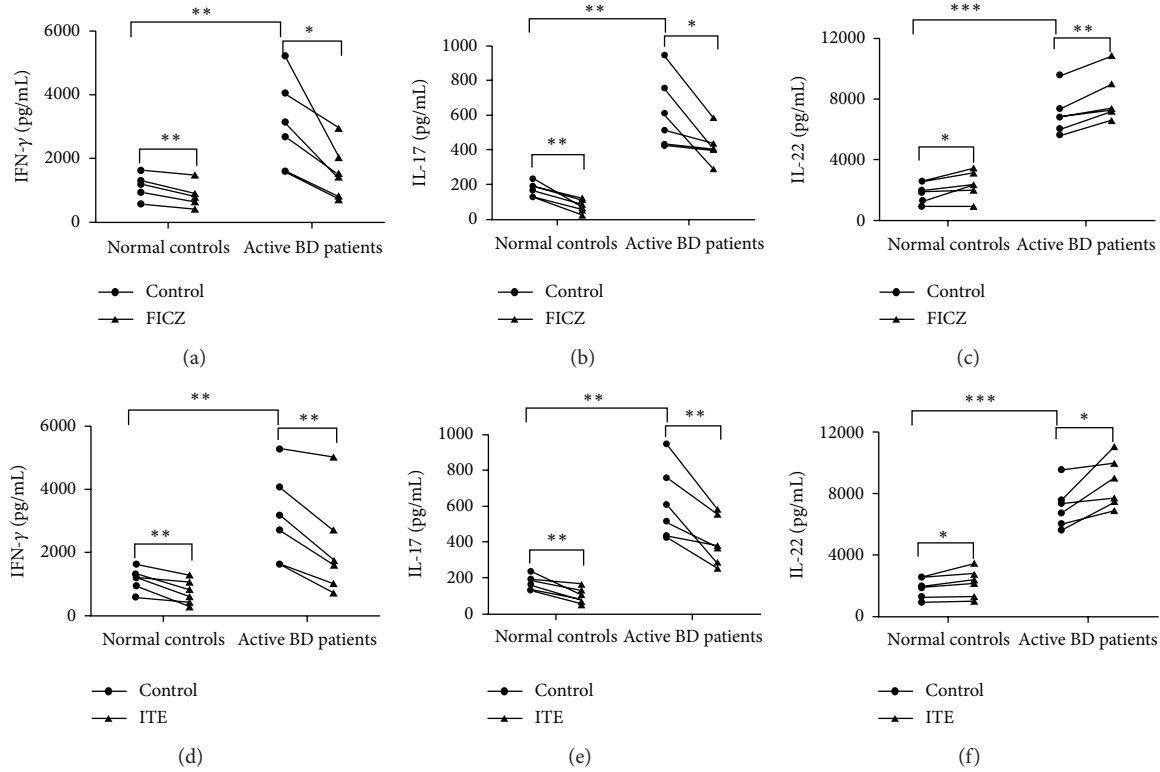 **
6000
*
IFN-γ (pg/mL)
4000
**
2000
0
Normal controls Active BD patients
Control
FICZ
(a)
**
1000
*
800
IL-17 (pg/mL)
600
400
**
200
0
Normal controls Active BD patients
Control
FICZ
(b)
***
12000
**
IL-22 (pg/mL)
8000
*
4000
0
Normal controls Active BD patients
Control
FICZ
(c)
**
6000
**
IFN-γ (pg/mL)
4000
**
2000
0
Normal controls Active BD patients
Control
ITE
(d)
**
1000
**
800
IL-17 (pg/mL)
600
400
**
200
0
Normal controls Active BD patients
Control
ITE
(e)
***
12000
*
IL-22 (pg/mL)
8000
*
4000
0
Normal controls Active BD patients
Control
ITE
(f)